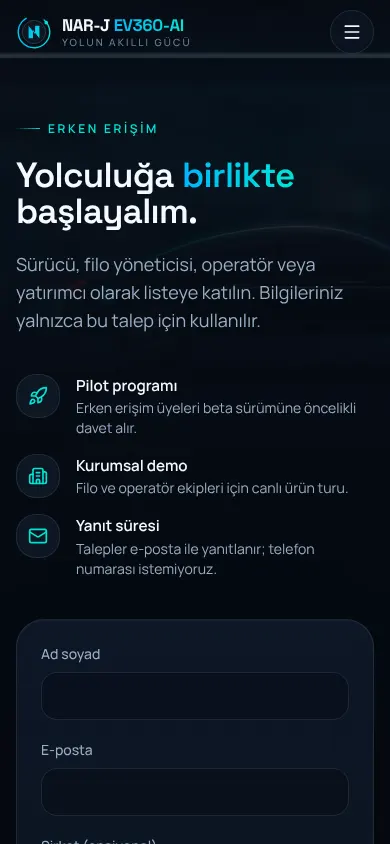 NAR-J EV360-AI
YOLUN AKILLI GÜCÜ
ERKEN ERİŞİM
Yolculuğa birlikte
başlayalım.
Sürücü, filo yöneticisi, operatör veya
yatırımcı olarak listeye katılın. Bilgileriniz
yalnızca bu talep için kullanılır.
Pilot programı
Erken erişim üyeleri beta sürümüne öncelikli
davet alır.
Kurumsal demo
Filo ve operatör ekipleri için canlı ürün turu.
Yanıt süresi
Talepler e-posta ile yanıtlanır; telefon
numarası istemiyoruz.
Ad soyad
E-posta
Şirket (opsiyonel)